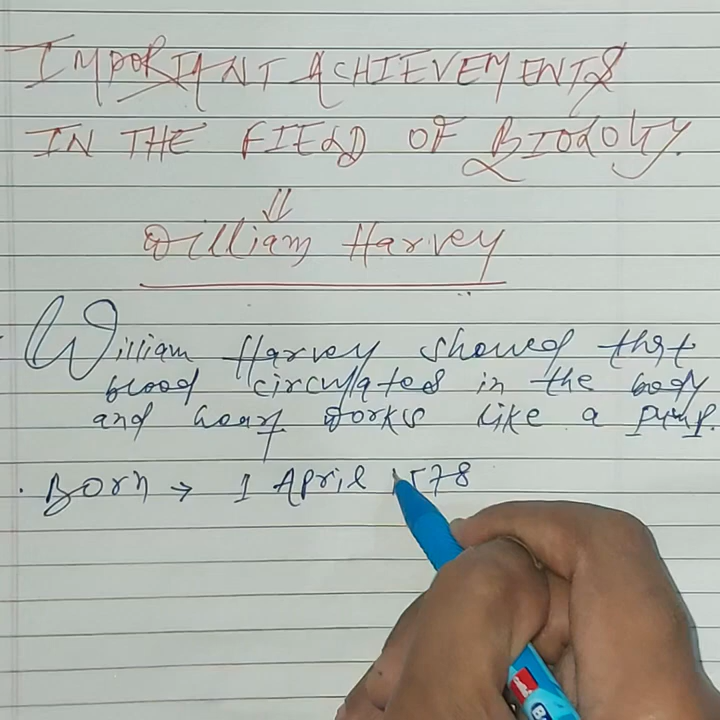 IMPORTANT ACHIEVEMENTS
IN THE FIELD OF BIOLOGY.
⇓
William Harvey
William Harvey showed that
blood circulated in the body
and heart works like a pump.
. Born → 1 April 1578